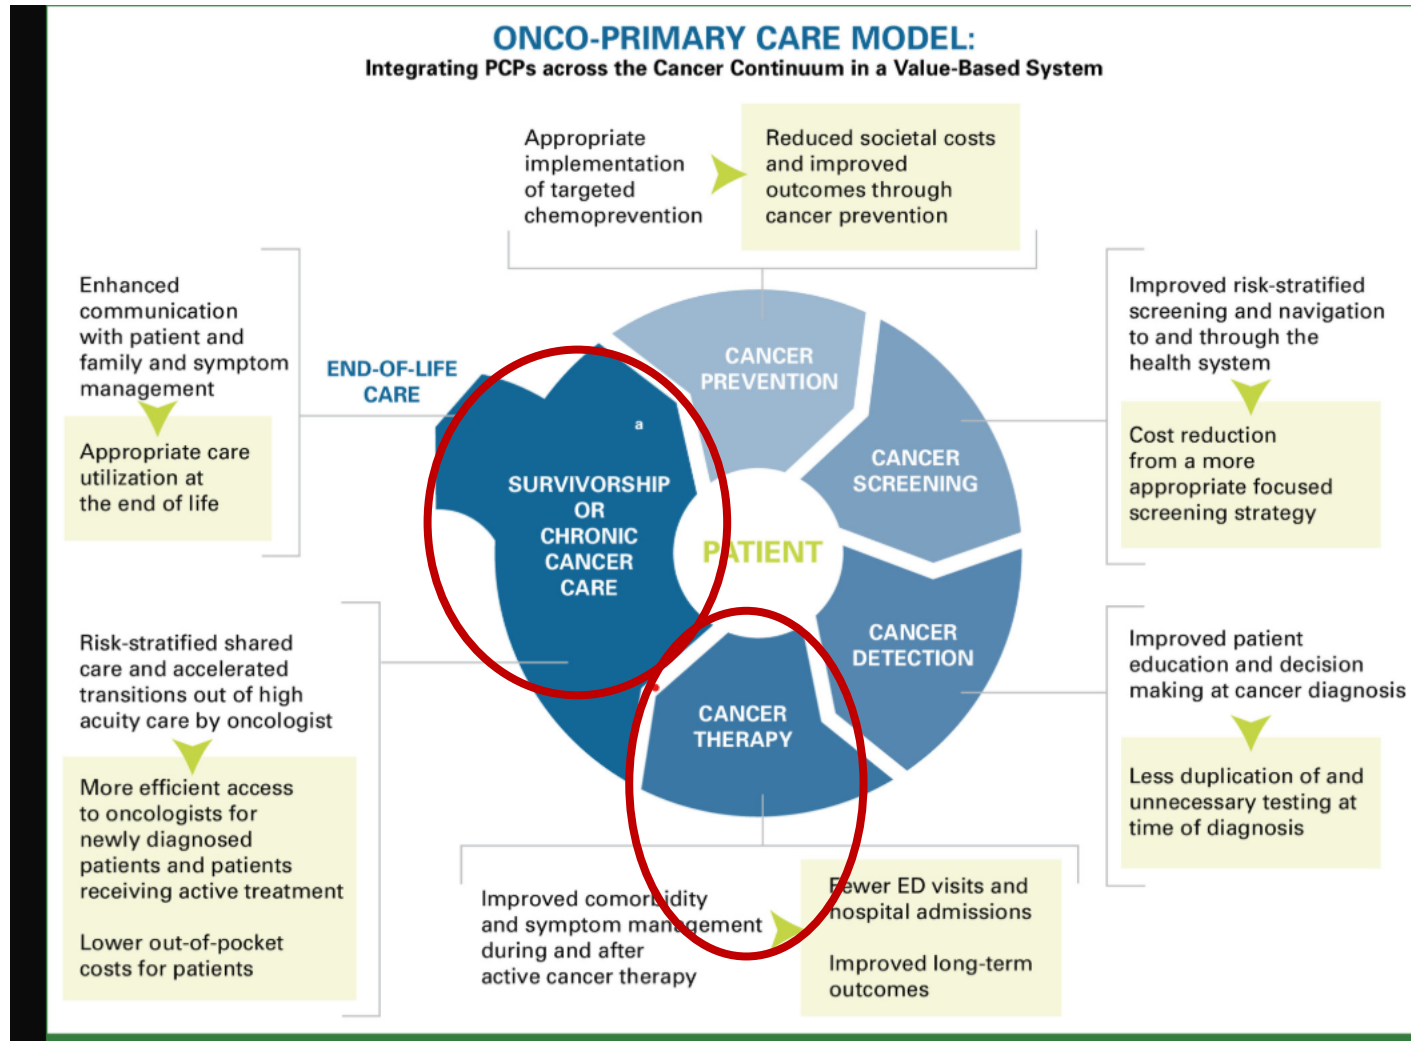 ONCO-PRIMARY CARE MODEL:
Integrating PCPs across the Cancer Continuum in a Value-Based System
Appropriate
implementation
of targeted
chemoprevention
Reduced societal costs
and improved
outcomes through
cancer prevention
Enhanced
communication
with patient and
family and symptom
management
Appropriate care
utilization at
the end of life
END-OF-LIFE
CARE
CANCER
PREVENTION
Improved risk-stratified
screening and navigation
to and through the
health system
Cost reduction
from a more
appropriate focused
screening strategy
a
SURVIVORSHIP
OR
CHRONIC
CANCER
CARE
CANCER
SCREENING
PATIENT
CANCER
DETECTION
CANCER
THERAPY
Risk-stratified shared
care and accelerated
transitions out of high
acuity care by oncologist
More efficient access
to oncologists for
newly diagnosed
patients and patients
receiving active treatment
Lower out-of-pocket
costs for patients
Improved patient
education and decision
making at cancer diagnosis
Less duplication of and
unnecessary testing at
time of diagnosis
Improved comorbidity
and symptom management
during and after
active cancer therapy
Fewer ED visits and
hospital admissions
Improved long-term
outcomes